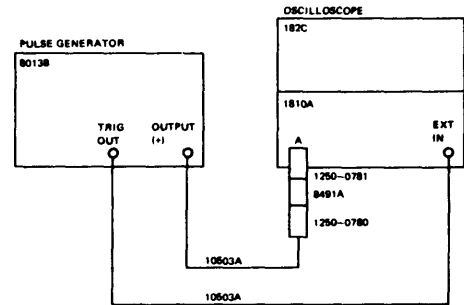 OSCILLOSCOPE
182C
PULSE GENERATOR
8013B
1810A
TRIG
OUT
OUTPUT
(+)
A
EXT
IN
1250-0781
8491A
1250-0780
10503A
10503A